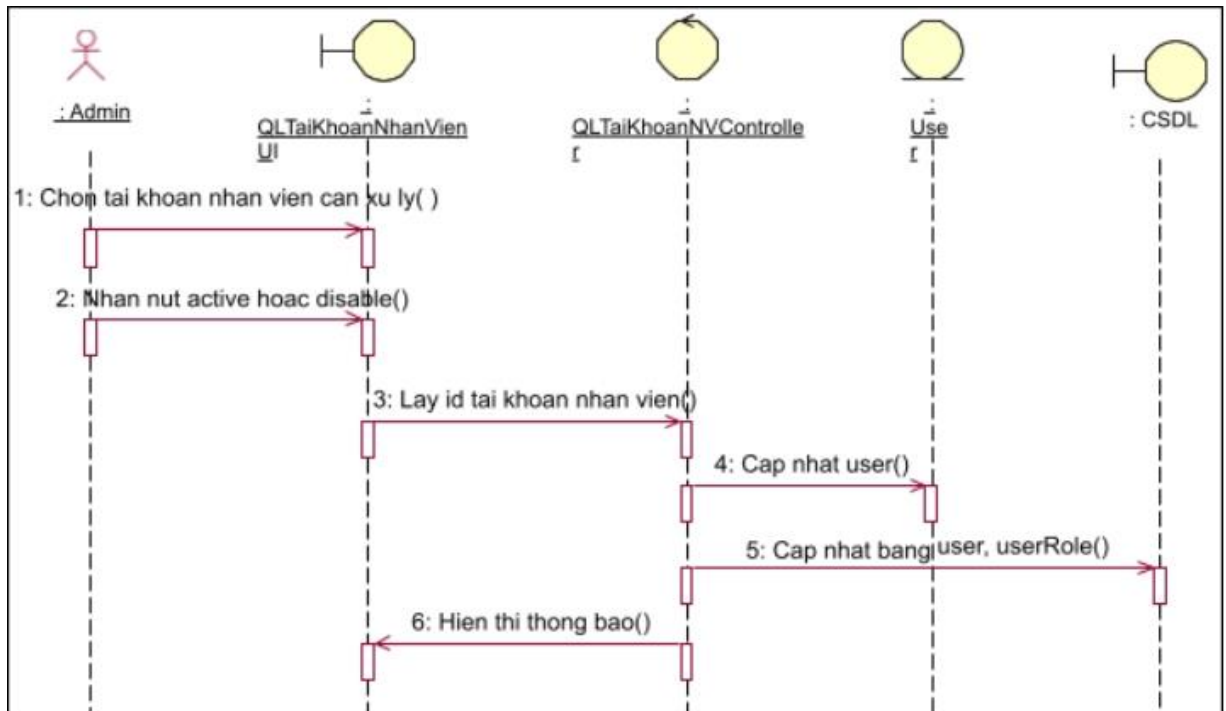 : Admin
:
QLTaiKhoanNhanVien
UI
:
QLTaiKhoanNVControlle
r
:
Use
r
: CSDL
1: Chon tai khoan nhan vien can xu ly( )
2: Nhan nut active hoac disable()
3: Lay id tai khoan nhan vien()
4: Cap nhat user()
5: Cap nhat bang user, userRole()
6: Hien thi thong bao()